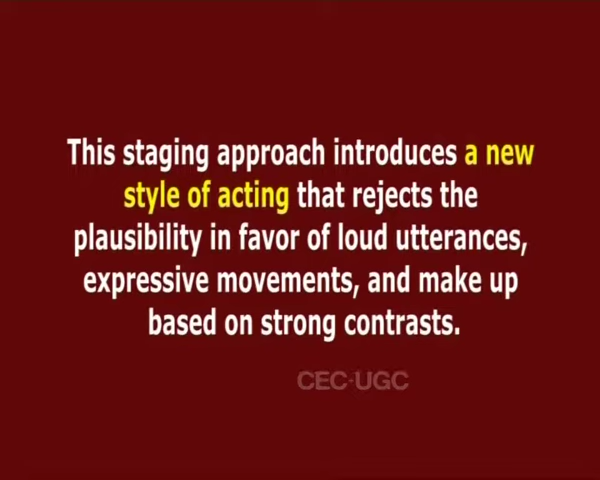 This staging approach introduces a new
style of acting that rejects the
plausibility in favor of loud utterances,
expressive movements, and make up
based on strong contrasts.
CEC-UGC